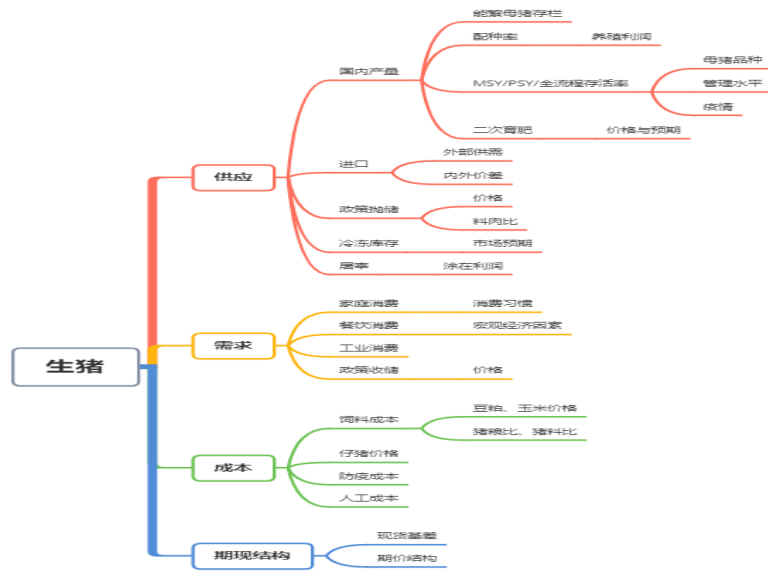 生猪
供应
国内产量
能繁母猪存栏
配种率
养殖利润
MSY/PSY/全流程存活率
母猪品种
管理水平
疫情
二次育肥
价格与预期
进口
外部供需
内外价差
政策抛储
价格
料肉比
冷冻库存
市场预期
屠宰
涂在利润
需求
家庭消费
消费习惯
餐饮消费
宏观经济因素
工业消费
政策收储
价格
成本
饲料成本
豆粕、玉米价格
猪粮比、猪料比
仔猪价格
防疫成本
人工成本
期现结构
现货基差
期价结构